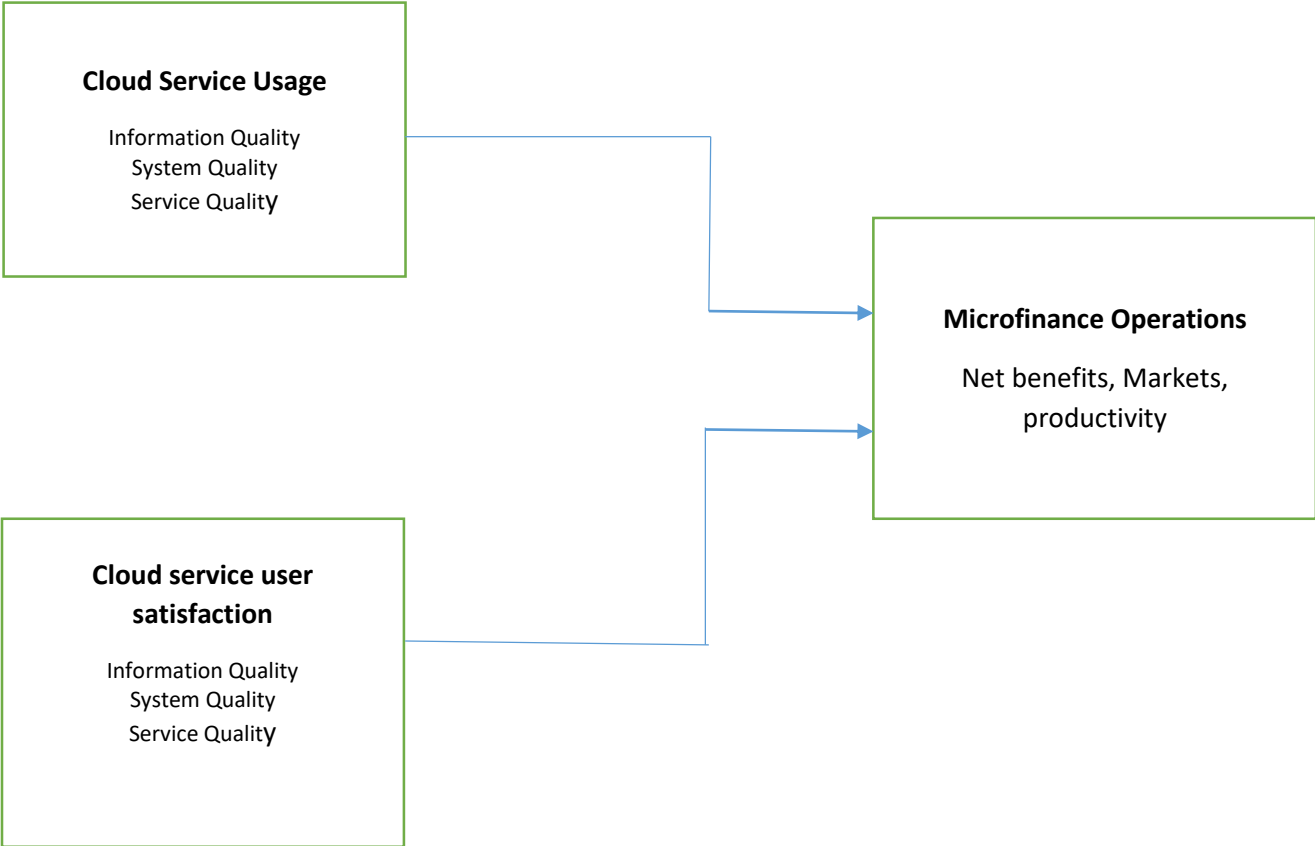 Cloud Service Usage
Information Quality
System Quality
Service Quality
Microfinance Operations
Net benefits, Markets,
productivity
Cloud service user
satisfaction
Information Quality
System Quality
Service Quality